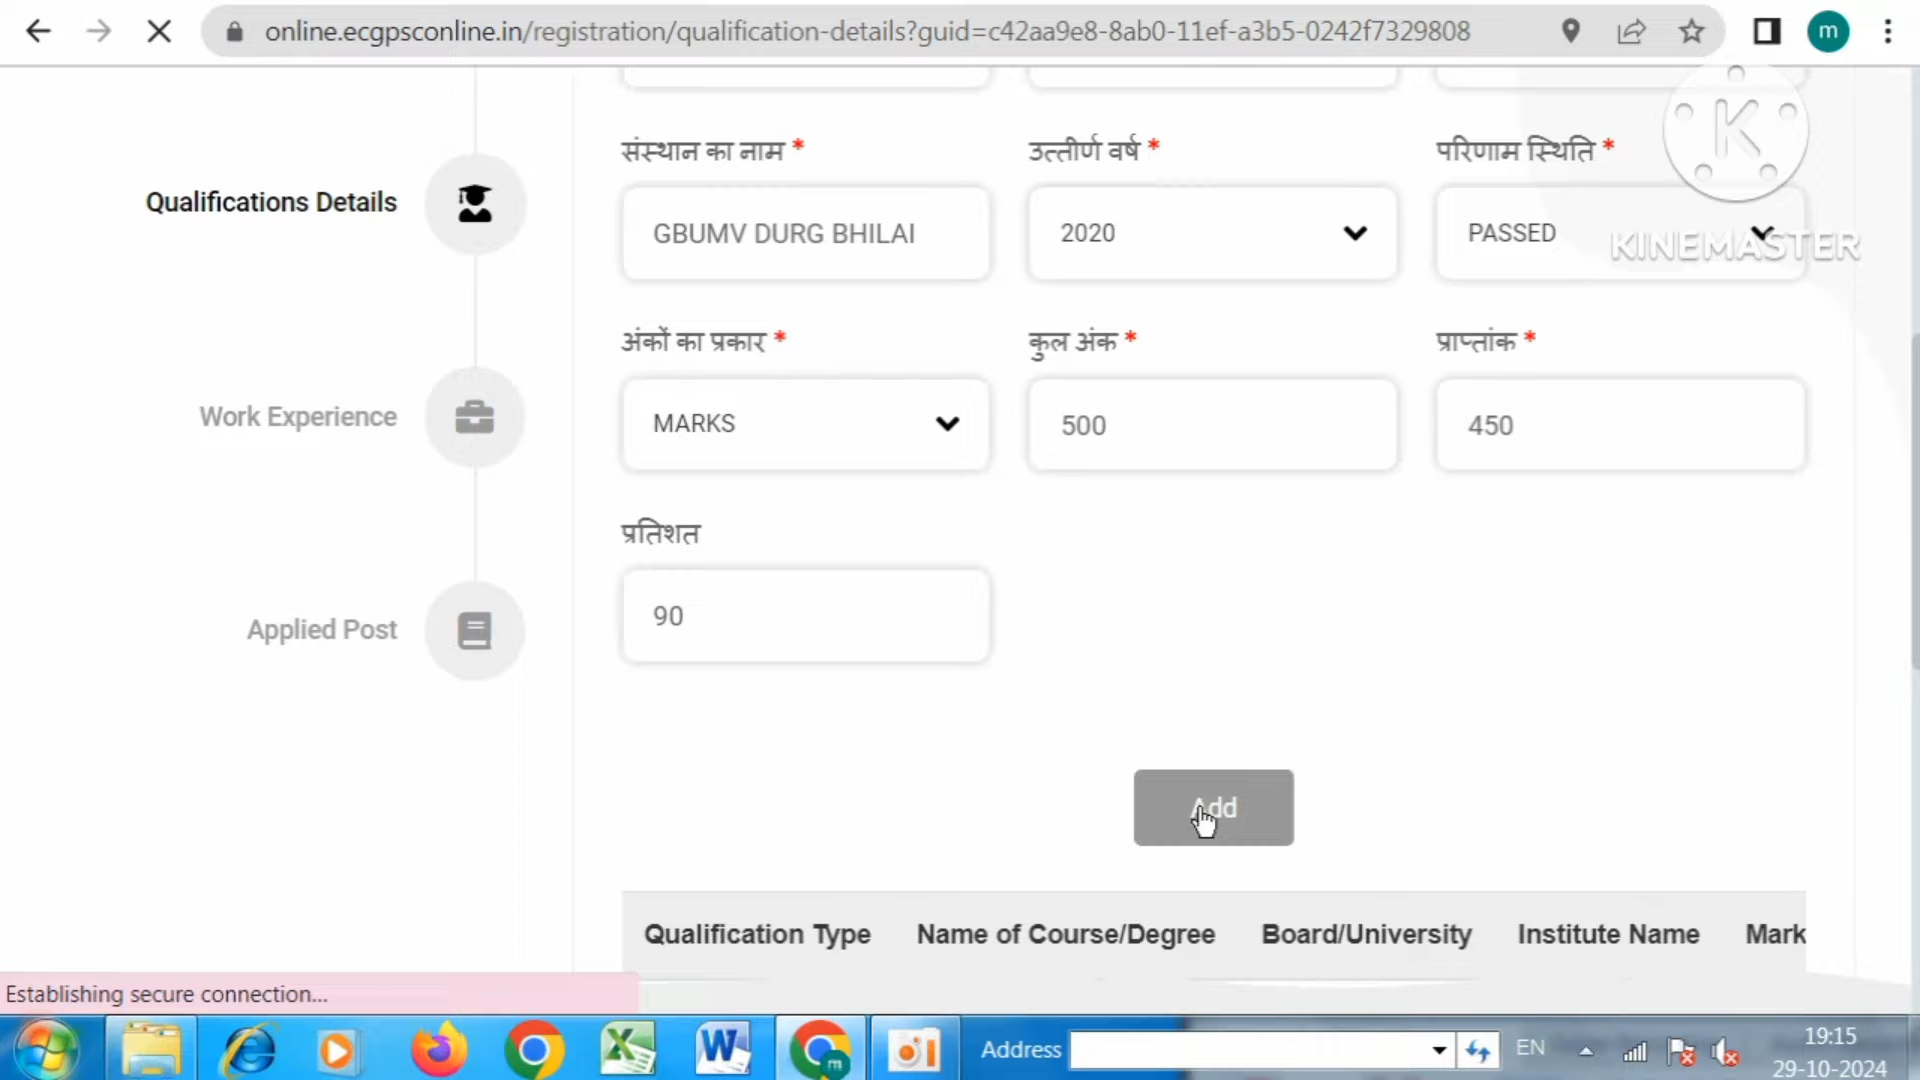 online.ecgpsconline.in/registration/qualification-details?guid=c42aa9e8-8ab0-11ef-a3b5-0242f7329808
m
K
KINEMASTER
Qualifications Details
Work Experience
Applied Post
संस्थान का नाम * उत्तीर्ण वर्ष * परिणाम स्थिति *
GBUMV DURG BHILAI 2020 PASSED
अंकों का प्रकार * कुल अंक * प्राप्तांक *
MARKS 500 450
प्रतिशत
90
Add
Qualification Type Name of Course/Degree Board/University Institute Name Mark
Establishing secure connection...
Address EN 19:15
29-10-2024